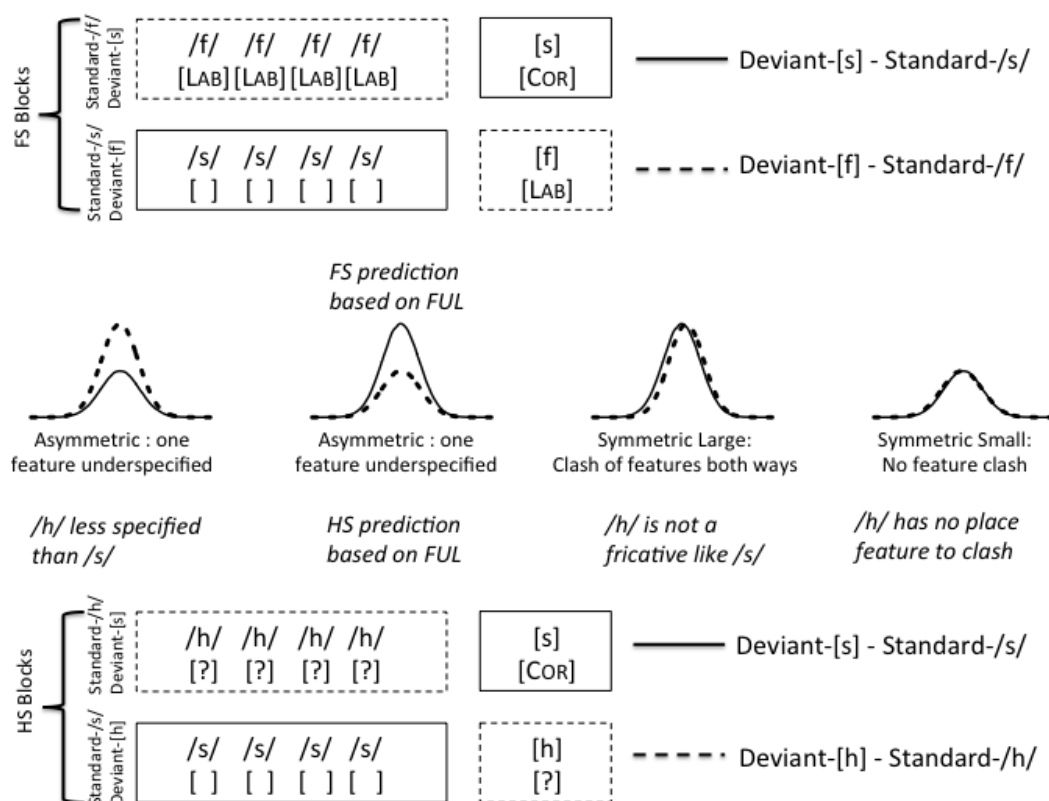 FS Blocks
Standard-/f/
Deviant-[s]
/f/ /f/ /f/ /f/
[LAB] [LAB] [LAB] [LAB]
[s]
[COR]
Deviant-[s] - Standard-/s/
Standard-/s/
Deviant-[f]
/s/ /s/ /s/ /s/
[ ] [ ] [ ] [ ]
[f]
[LAB]
Deviant-[f] - Standard-/f/
FS prediction
based on FUL
Asymmetric : one
feature underspecified
Asymmetric : one
feature underspecified
Symmetric Large:
Clash of features both ways
Symmetric Small:
No feature clash
/h/ less specified
than /s/
HS prediction
based on FUL
/h/ is not a
fricative like /s/
/h/ has no place
feature to clash
HS Blocks
Standard-/h/
Deviant-[s]
/h/ /h/ /h/ /h/
[?] [?] [?] [?]
[s]
[COR]
Deviant-[s] - Standard-/s/
Standard-/s/
Deviant-[h]
/s/ /s/ /s/ /s/
[ ] [ ] [ ] [ ]
[h]
[?]
Deviant-[h] - Standard-/h/